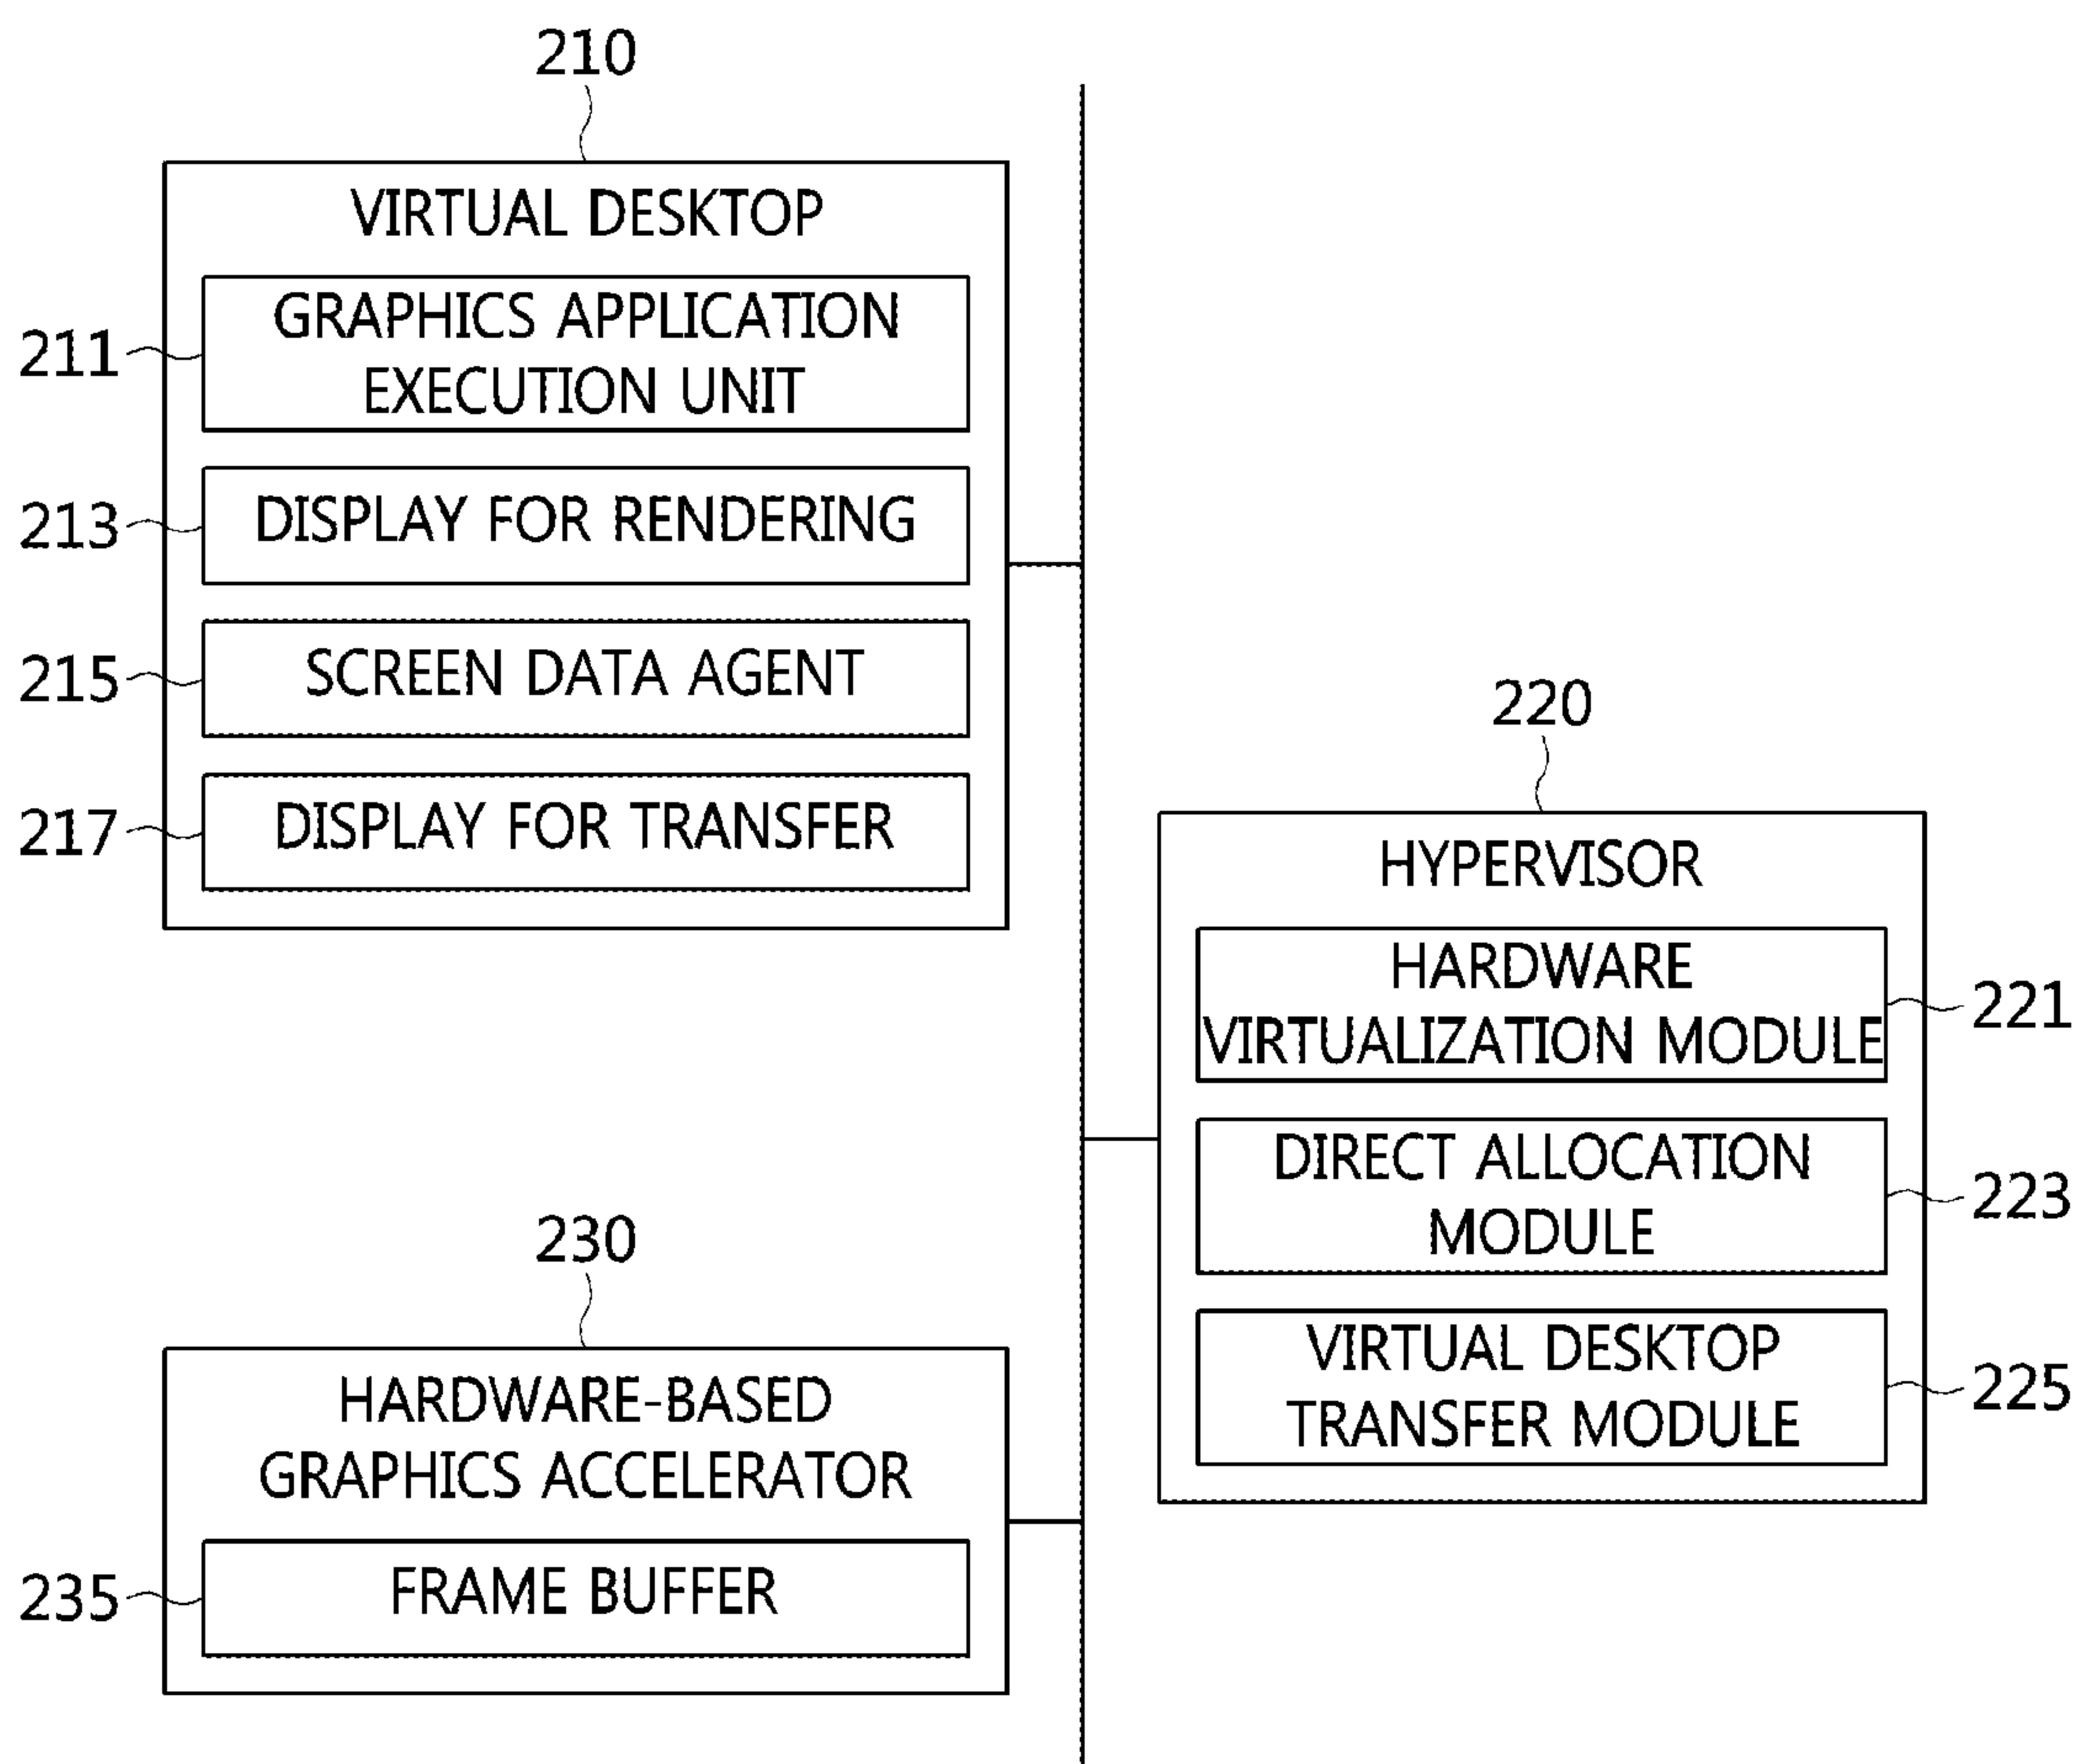 210
VIRTUAL DESKTOP
211
GRAPHICS APPLICATION
EXECUTION UNIT
213
DISPLAY FOR RENDERING
215
SCREEN DATA AGENT
217
DISPLAY FOR TRANSFER
220
HYPERVISOR
HARDWARE
VIRTUALIZATION MODULE
221
DIRECT ALLOCATION
MODULE
223
VIRTUAL DESKTOP
TRANSFER MODULE
225
230
HARDWARE-BASED
GRAPHICS ACCELERATOR
235
FRAME BUFFER